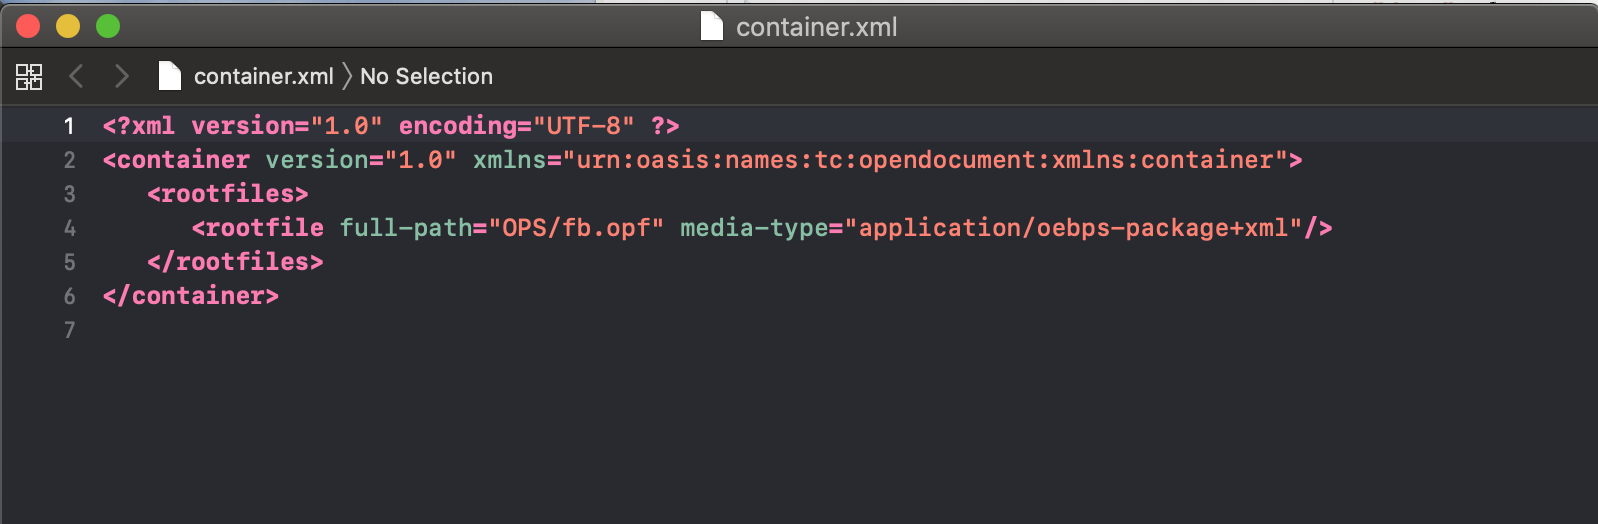 container.xml
container.xml 〉 No Selection
1 <?xml version="1.0" encoding="UTF-8" ?>
2 <container version="1.0" xmlns="urn:oasis:names:tc:opendocument:xmlns:container">
3    <rootfiles>
4       <rootfile full-path="OPS/fb.opf" media-type="application/oebps-package+xml"/>
5    </rootfiles>
6 </container>
7